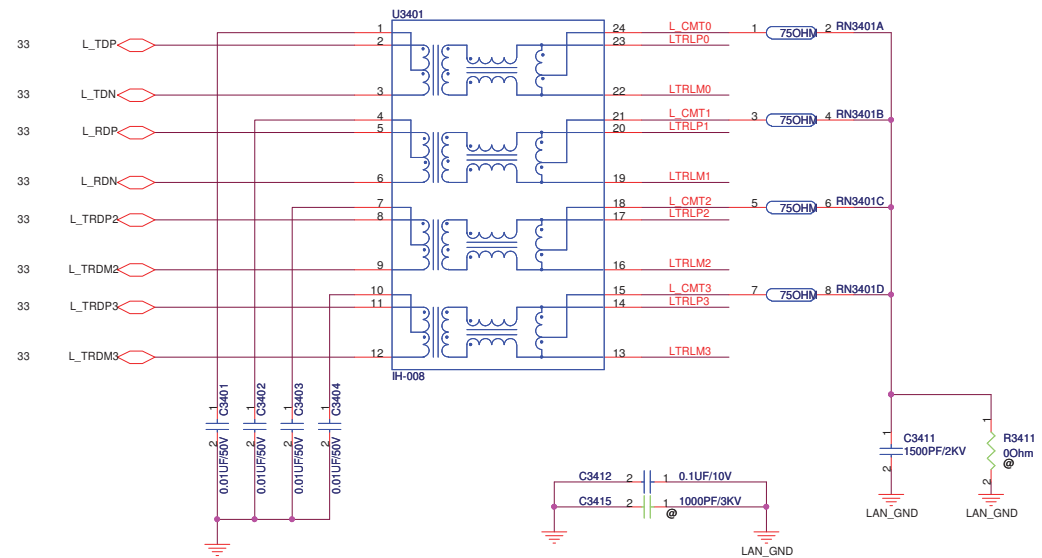 U3401
33 L_TDP 1 24 L_CMT0 1 75OHM 2 RN3401A
2 23 LTRLP0
33 L_TDN 3 22 LTRLM0
33 L_RDP 4 21 L_CMT1 3 75OHM 4 RN3401B
5 20 LTRLP1
33 L_RDN 6 19 LTRLM1
33 L_TRDP2 7 18 L_CMT2 5 75OHM 6 RN3401C
8 17 LTRLP2
33 L_TRDM2 9 16 LTRLM2
33 L_TRDP3 10 15 L_CMT3 7 75OHM 8 RN3401D
11 14 LTRLP3
33 L_TRDM3 12 13 LTRLM3
IH-008
1 C3401 2 0.01UF/50V
1 C3402 2 0.01UF/50V
1 C3403 2 0.01UF/50V
1 C3404 2 0.01UF/50V
1 C3411 2
1500PF/2KV
1 R3411 2
0Ohm
@
LAN_GND
LAN_GND
C3412 2 1 0.1UF/10V
C3415 2 1 1000PF/3KV
@
LAN_GND